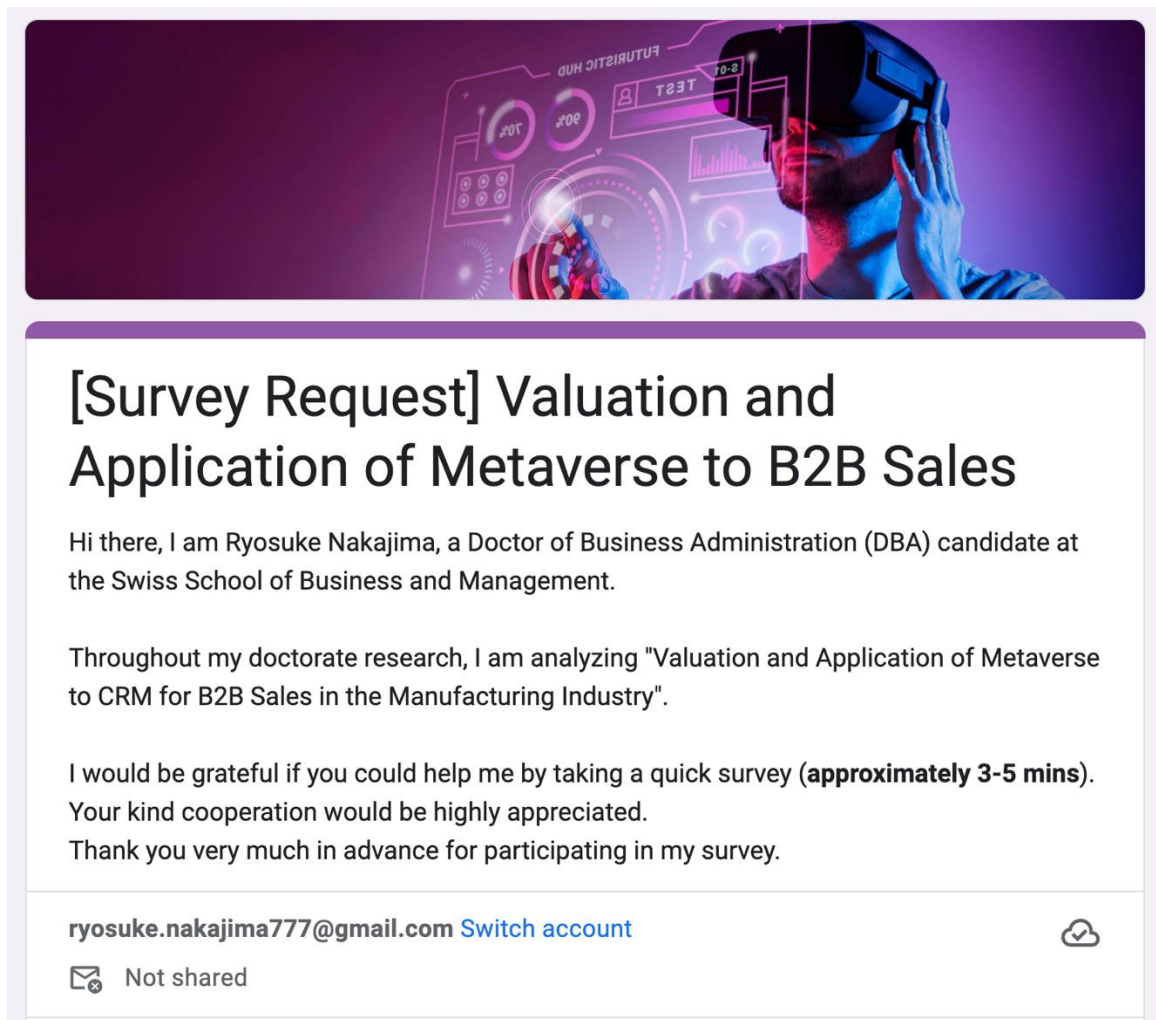 FUTURISTIC HUD
S-01
TEST
70%
90%
[Survey Request] Valuation and
Application of Metaverse to B2B Sales
Hi there, I am Ryosuke Nakajima, a Doctor of Business Administration (DBA) candidate at
the Swiss School of Business and Management.
Throughout my doctorate research, I am analyzing "Valuation and Application of Metaverse
to CRM for B2B Sales in the Manufacturing Industry".
I would be grateful if you could help me by taking a quick survey (approximately 3-5 mins).
Your kind cooperation would be highly appreciated.
Thank you very much in advance for participating in my survey.
ryosuke.nakajima777@gmail.com Switch account
Not shared